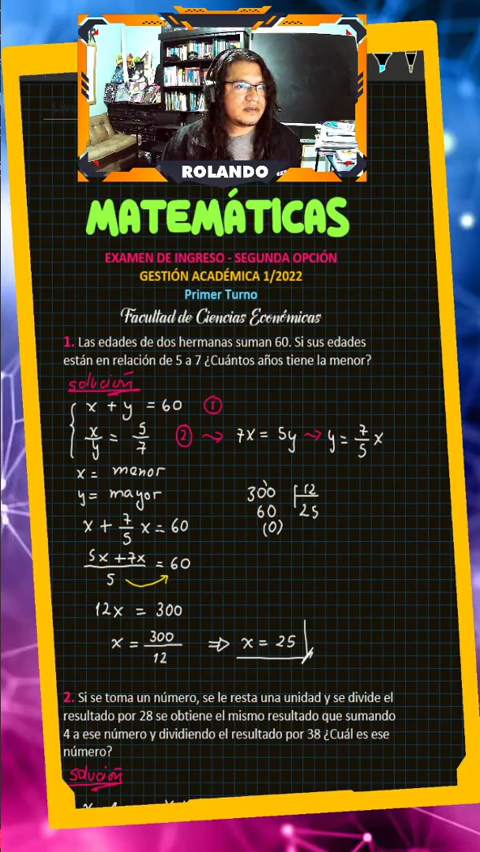 ROLANDO
MATEMÁTICAS
EXAMEN DE INGRESO - SEGUNDA OPCIÓN
GESTIÓN ACADÉMICA 1/2022
Primer Turno
Facultad de Ciencias Económicas
1. Las edades de dos hermanas suman 60. Si sus edades
están en relación de 5 a 7 ¿Cuántos años tiene la menor?
solución
x + y = 60 ①
x/y = 5/7 ② → 7x = 5y → y = 7/5 x
x = menor
y = mayor
300 12
60 25
(0)
x + 7/5 x = 60
5x + 7x / 5 = 60
12x = 300
x = 300/12 ⇒ x = 25
2. Si se toma un número, se le resta una unidad y se divide el
resultado por 28 se obtiene el mismo resultado que sumando
4 a ese número y dividiendo el resultado por 38 ¿Cuál es ese
número?
solución